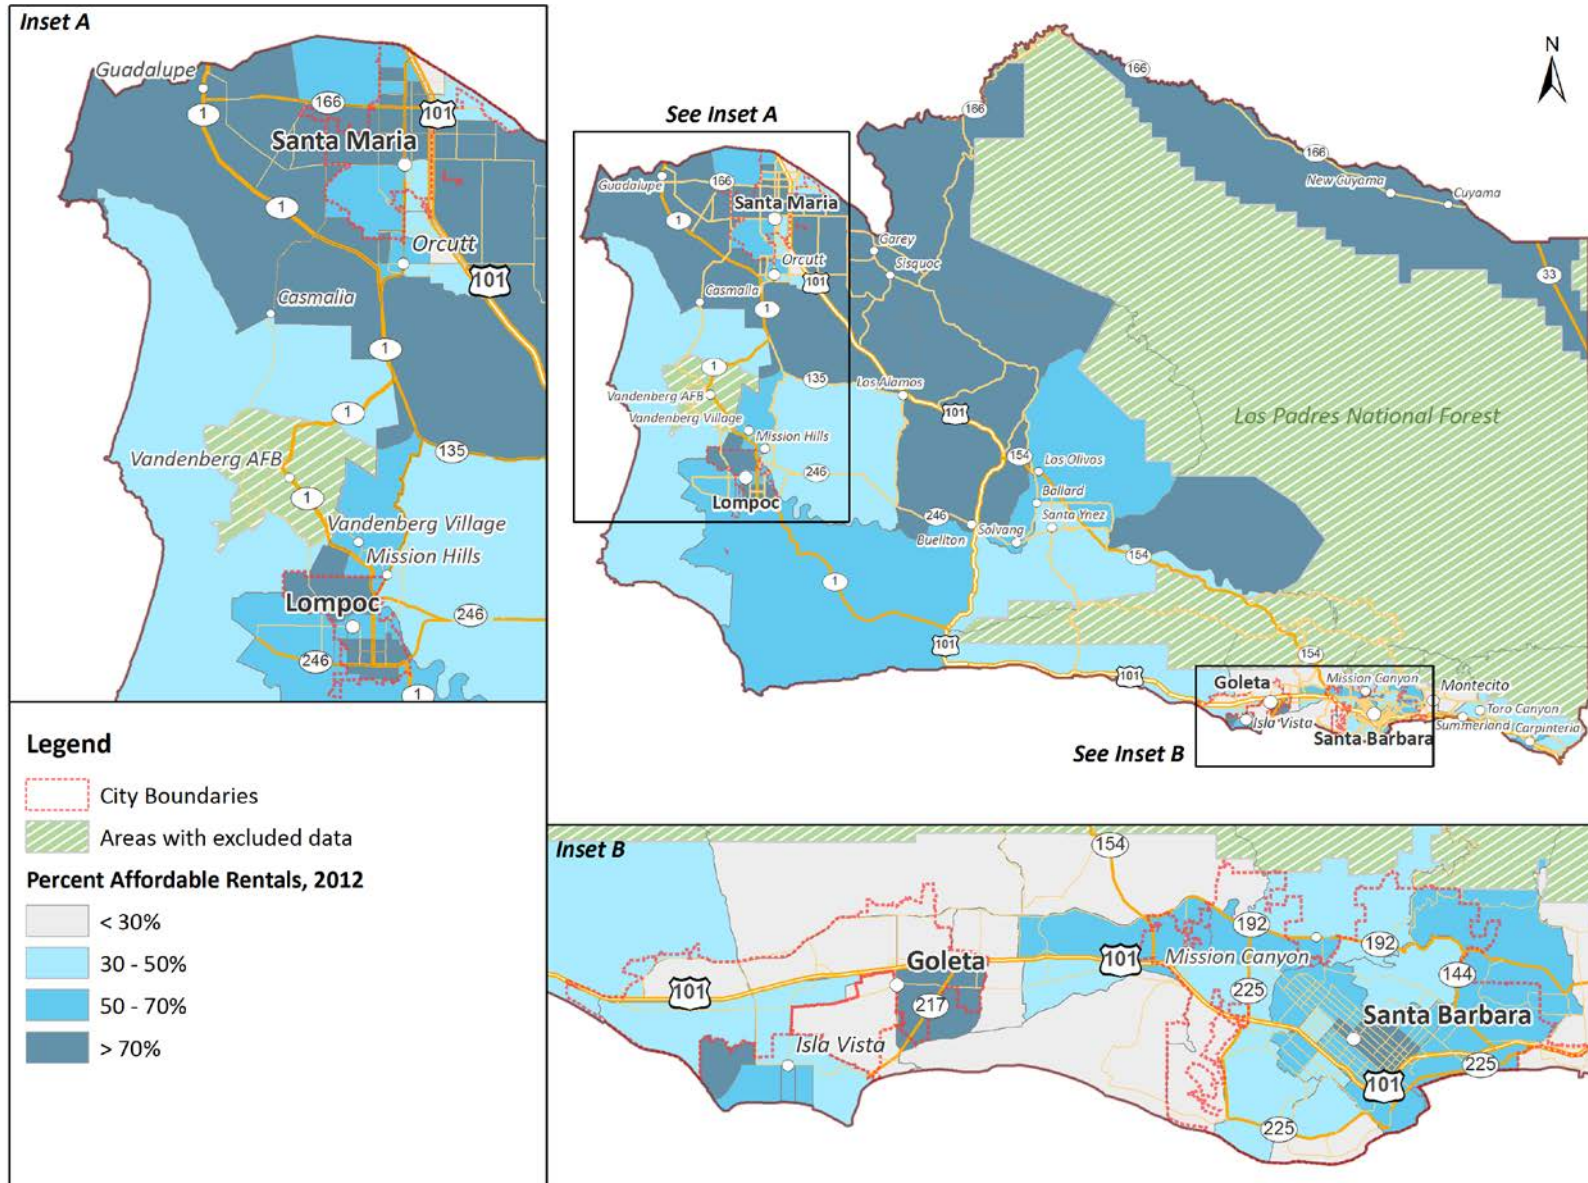 Inset A
Guadalupe
1
166
101
Santa Maria
1
Orcutt
101
Casmalia
1
1
Vandenberg AFB
135
1
Vandenberg Village
Mission Hills
Lompoc
246
246
1
Legend
City Boundaries
Areas with excluded data
Percent Affordable Rentals, 2012
< 30%
30 - 50%
50 - 70%
> 70%
N
See Inset A
166
166
166
Guadalupe
166
New Cuyama
Cuyama
Santa Maria
1
Garey
Sisquoc
Orcutt
101
33
Casmalia
1
1
135
Los Alamos
Vandenberg AFB
101
Los Padres National Forest
Vandenberg Village
Mission Hills
154
Los Olivos
246
Ballard
Lompoc
246
Santa Ynez
Solvang
Buellton
154
1
101
154
101
Goleta
Mission Canyon
Montecito
Toro Canyon
Isla Vista
Summerland
Carpinteria
Santa Barbara
See Inset B
Inset B
154
192
192
Goleta
101
Mission Canyon
144
101
225
217
Santa Barbara
Isla Vista
225
101
225